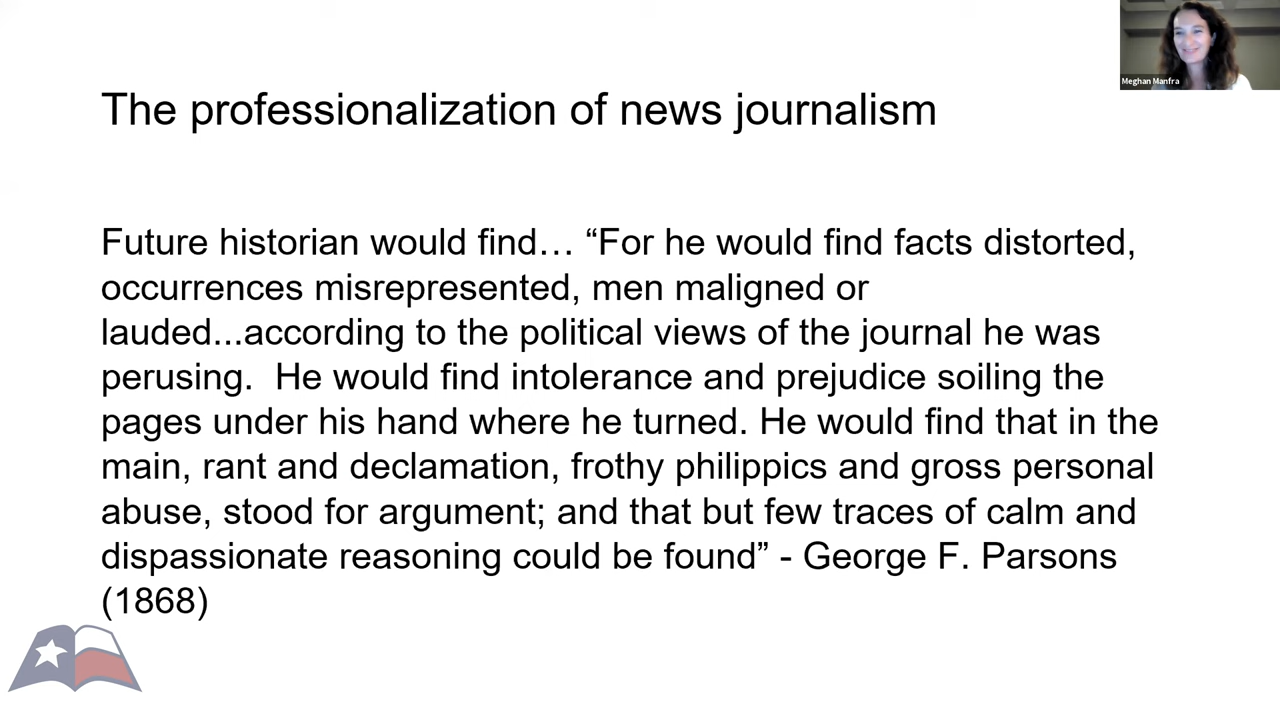 Meghan Manfra
The professionalization of news journalism
Future historian would find… “For he would find facts distorted,
occurrences misrepresented, men maligned or
lauded...according to the political views of the journal he was
perusing.  He would find intolerance and prejudice soiling the
pages under his hand where he turned. He would find that in the
main, rant and declamation, frothy philippics and gross personal
abuse, stood for argument; and that but few traces of calm and
dispassionate reasoning could be found” - George F. Parsons
(1868)